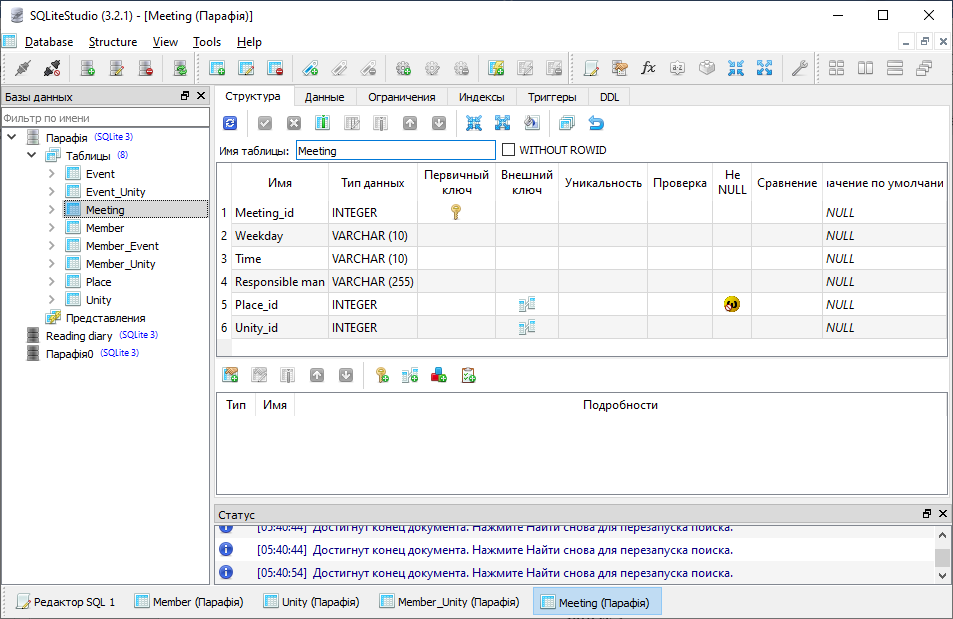 SQLiteStudio (3.2.1) - [Meeting (Парафія)]
Database Structure View Tools Help
Базы данных
Фильтр по имени
Парафія (SQLite 3)
Таблицы (8)
Event
Event_Unity
Meeting
Member
Member_Event
Member_Unity
Place
Unity
Представления
Reading diary (SQLite 3)
Парафія0 (SQLite 3)
Структура Данные Ограничения Индексы Триггеры DDL
Имя таблицы: Meeting WITHOUT ROWID
Имя Тип данных Первичный ключ Внешний ключ Уникальность Проверка Не NULL Сравнение начение по умолчани
1 Meeting_id INTEGER NULL
2 Weekday VARCHAR (10) NULL
3 Time VARCHAR (10) NULL
4 Responsible man VARCHAR (255) NULL
5 Place_id INTEGER NULL
6 Unity_id INTEGER NULL
Тип Имя Подробности
Статус
[05:40:44] Достигнут конец документа. Нажмите Найти снова для перезапуска поиска.
[05:40:44] Достигнут конец документа. Нажмите Найти снова для перезапуска поиска.
[05:40:54] Достигнут конец документа. Нажмите Найти снова для перезапуска поиска.
Редактор SQL 1 Member (Парафія) Unity (Парафія) Member_Unity (Парафія) Meeting (Парафія)